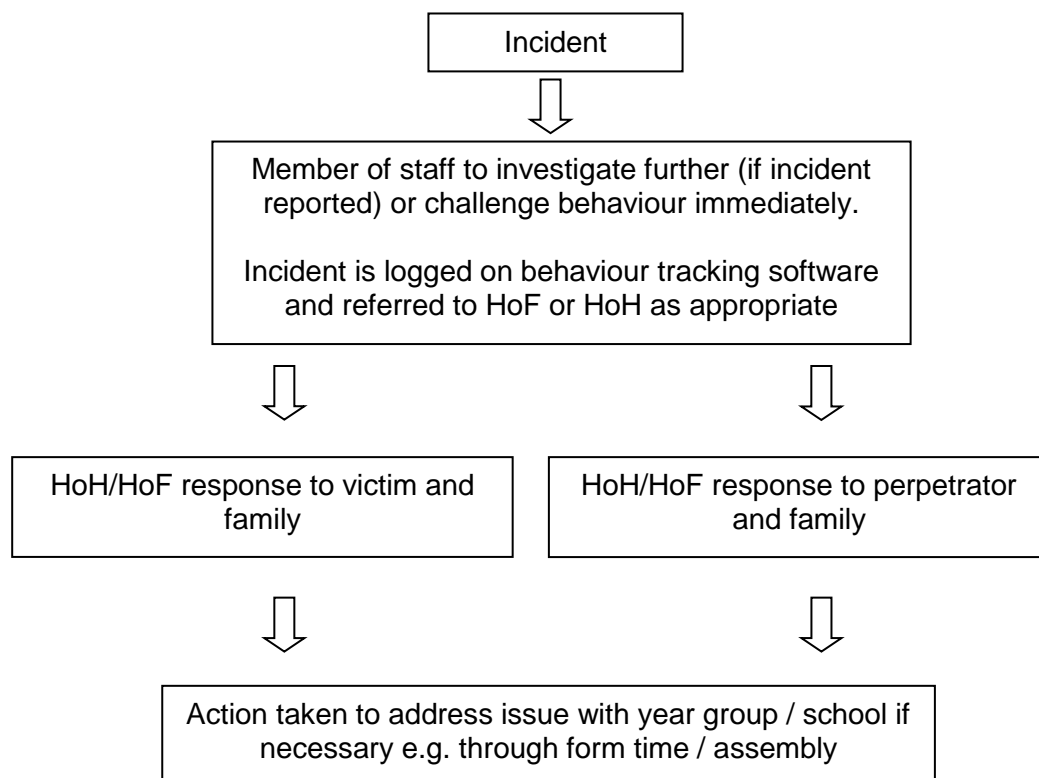 Incident
Member of staff to investigate further (if incident
reported) or challenge behaviour immediately.
Incident is logged on behaviour tracking software
and referred to HoF or HoH as appropriate
HoH/HoF response to victim and
family
HoH/HoF response to perpetrator
and family
Action taken to address issue with year group / school if
necessary e.g. through form time / assembly